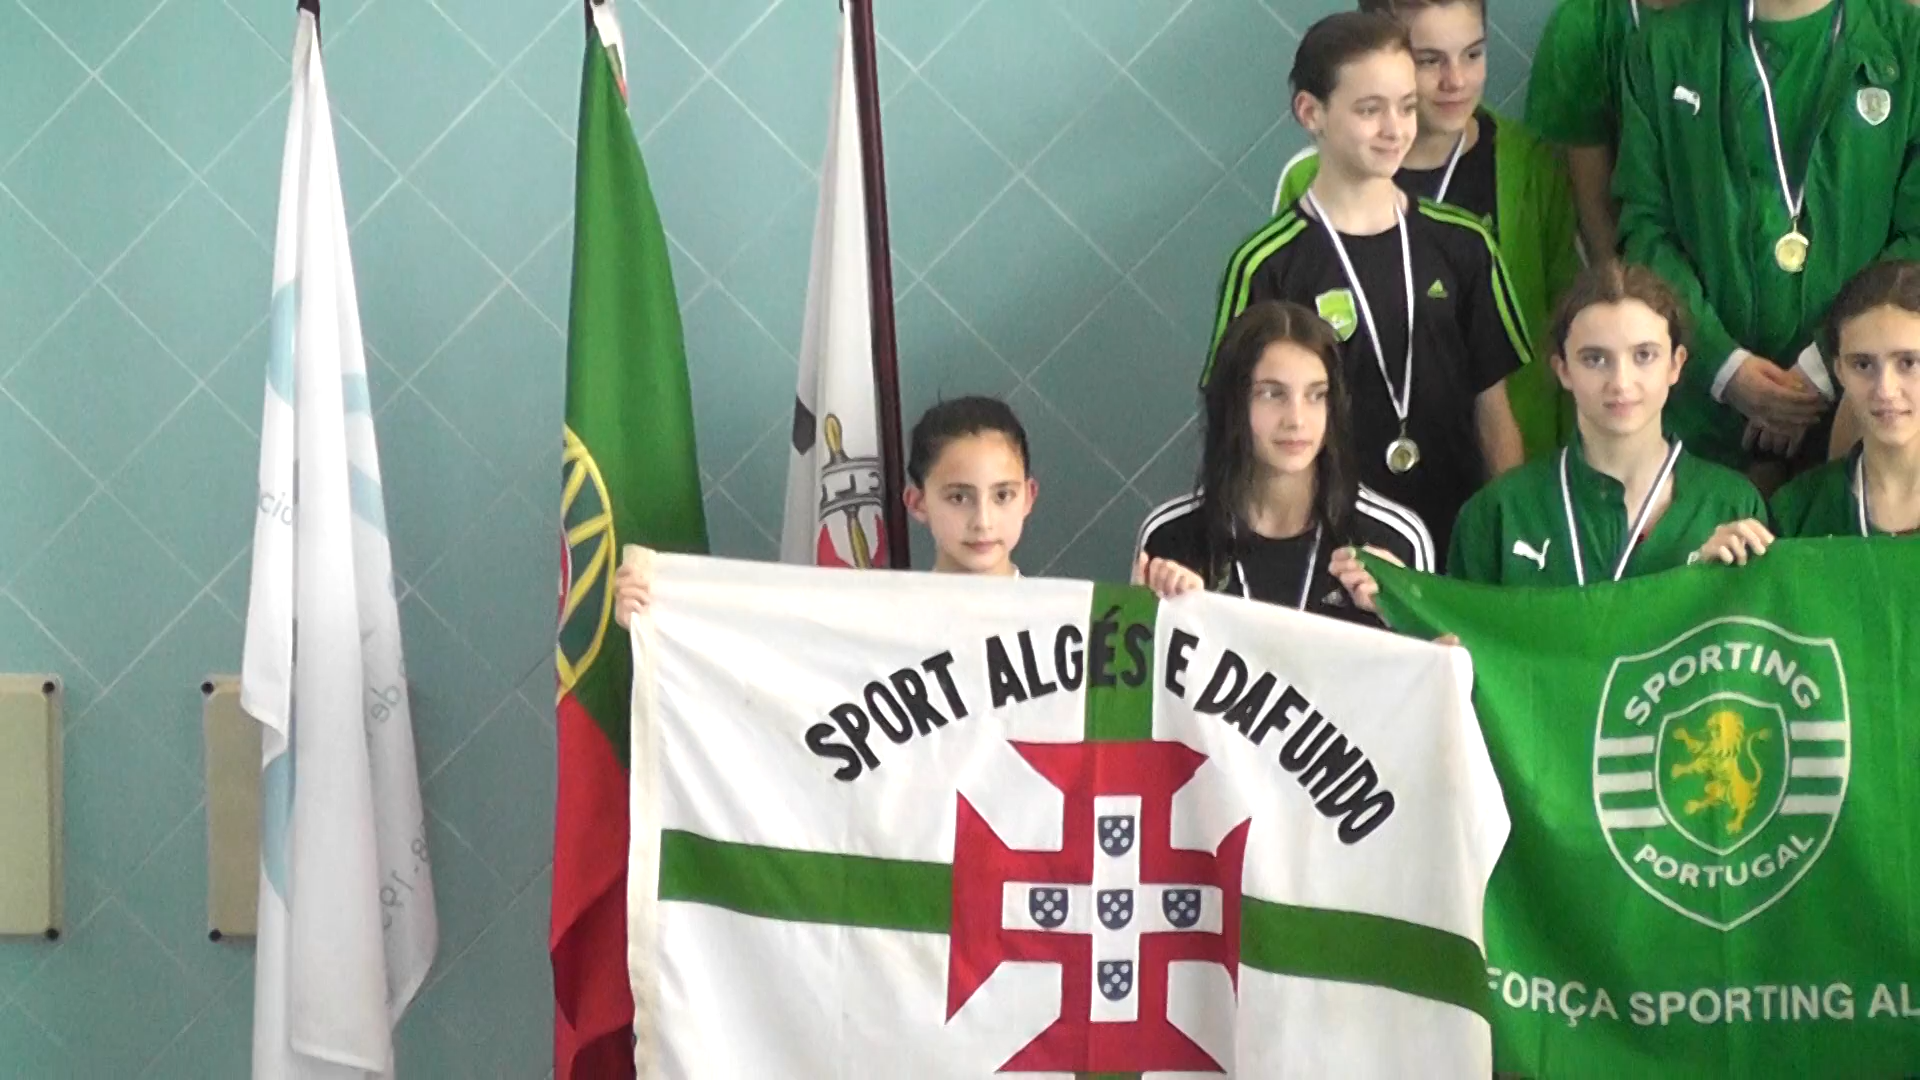 SPORT ALGÉS E DAFUNDO
SPORTING
PORTUGAL
FORÇA SPORTING AL